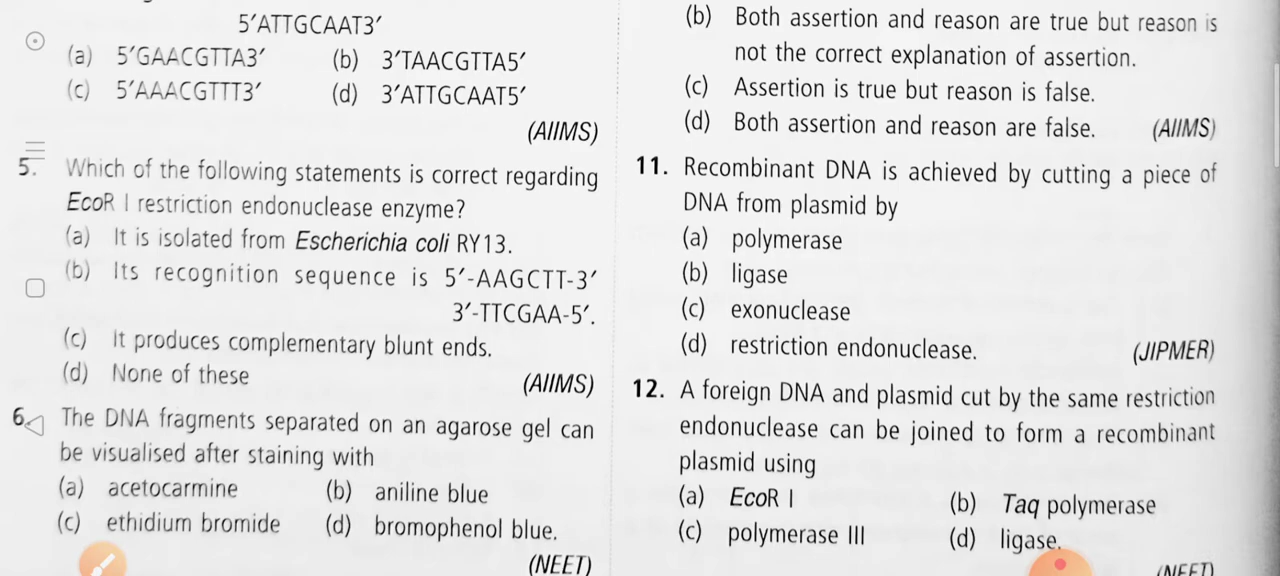 5′ATTGCAAT3′
(a) 5′GAACGTTA3′ (b) 3′TAACGTTA5′
(c) 5′AAACGTTT3′ (d) 3′ATTGCAAT5′
(AIIMS)
5. Which of the following statements is correct regarding
EcoR I restriction endonuclease enzyme?
(a) It is isolated from Escherichia coli RY13.
(b) Its recognition sequence is 5′-AAGCTT-3′
3′-TTCGAA-5′.
(c) It produces complementary blunt ends.
(d) None of these
(AIIMS)
6. The DNA fragments separated on an agarose gel can
be visualised after staining with
(a) acetocarmine (b) aniline blue
(c) ethidium bromide (d) bromophenol blue.
(NEET)
(b) Both assertion and reason are true but reason is
not the correct explanation of assertion.
(c) Assertion is true but reason is false.
(d) Both assertion and reason are false. (AIIMS)
11. Recombinant DNA is achieved by cutting a piece of
DNA from plasmid by
(a) polymerase
(b) ligase
(c) exonuclease
(d) restriction endonuclease. (JIPMER)
12. A foreign DNA and plasmid cut by the same restriction
endonuclease can be joined to form a recombinant
plasmid using
(a) EcoR I (b) Taq polymerase
(c) polymerase III (d) ligase.
(NEET)